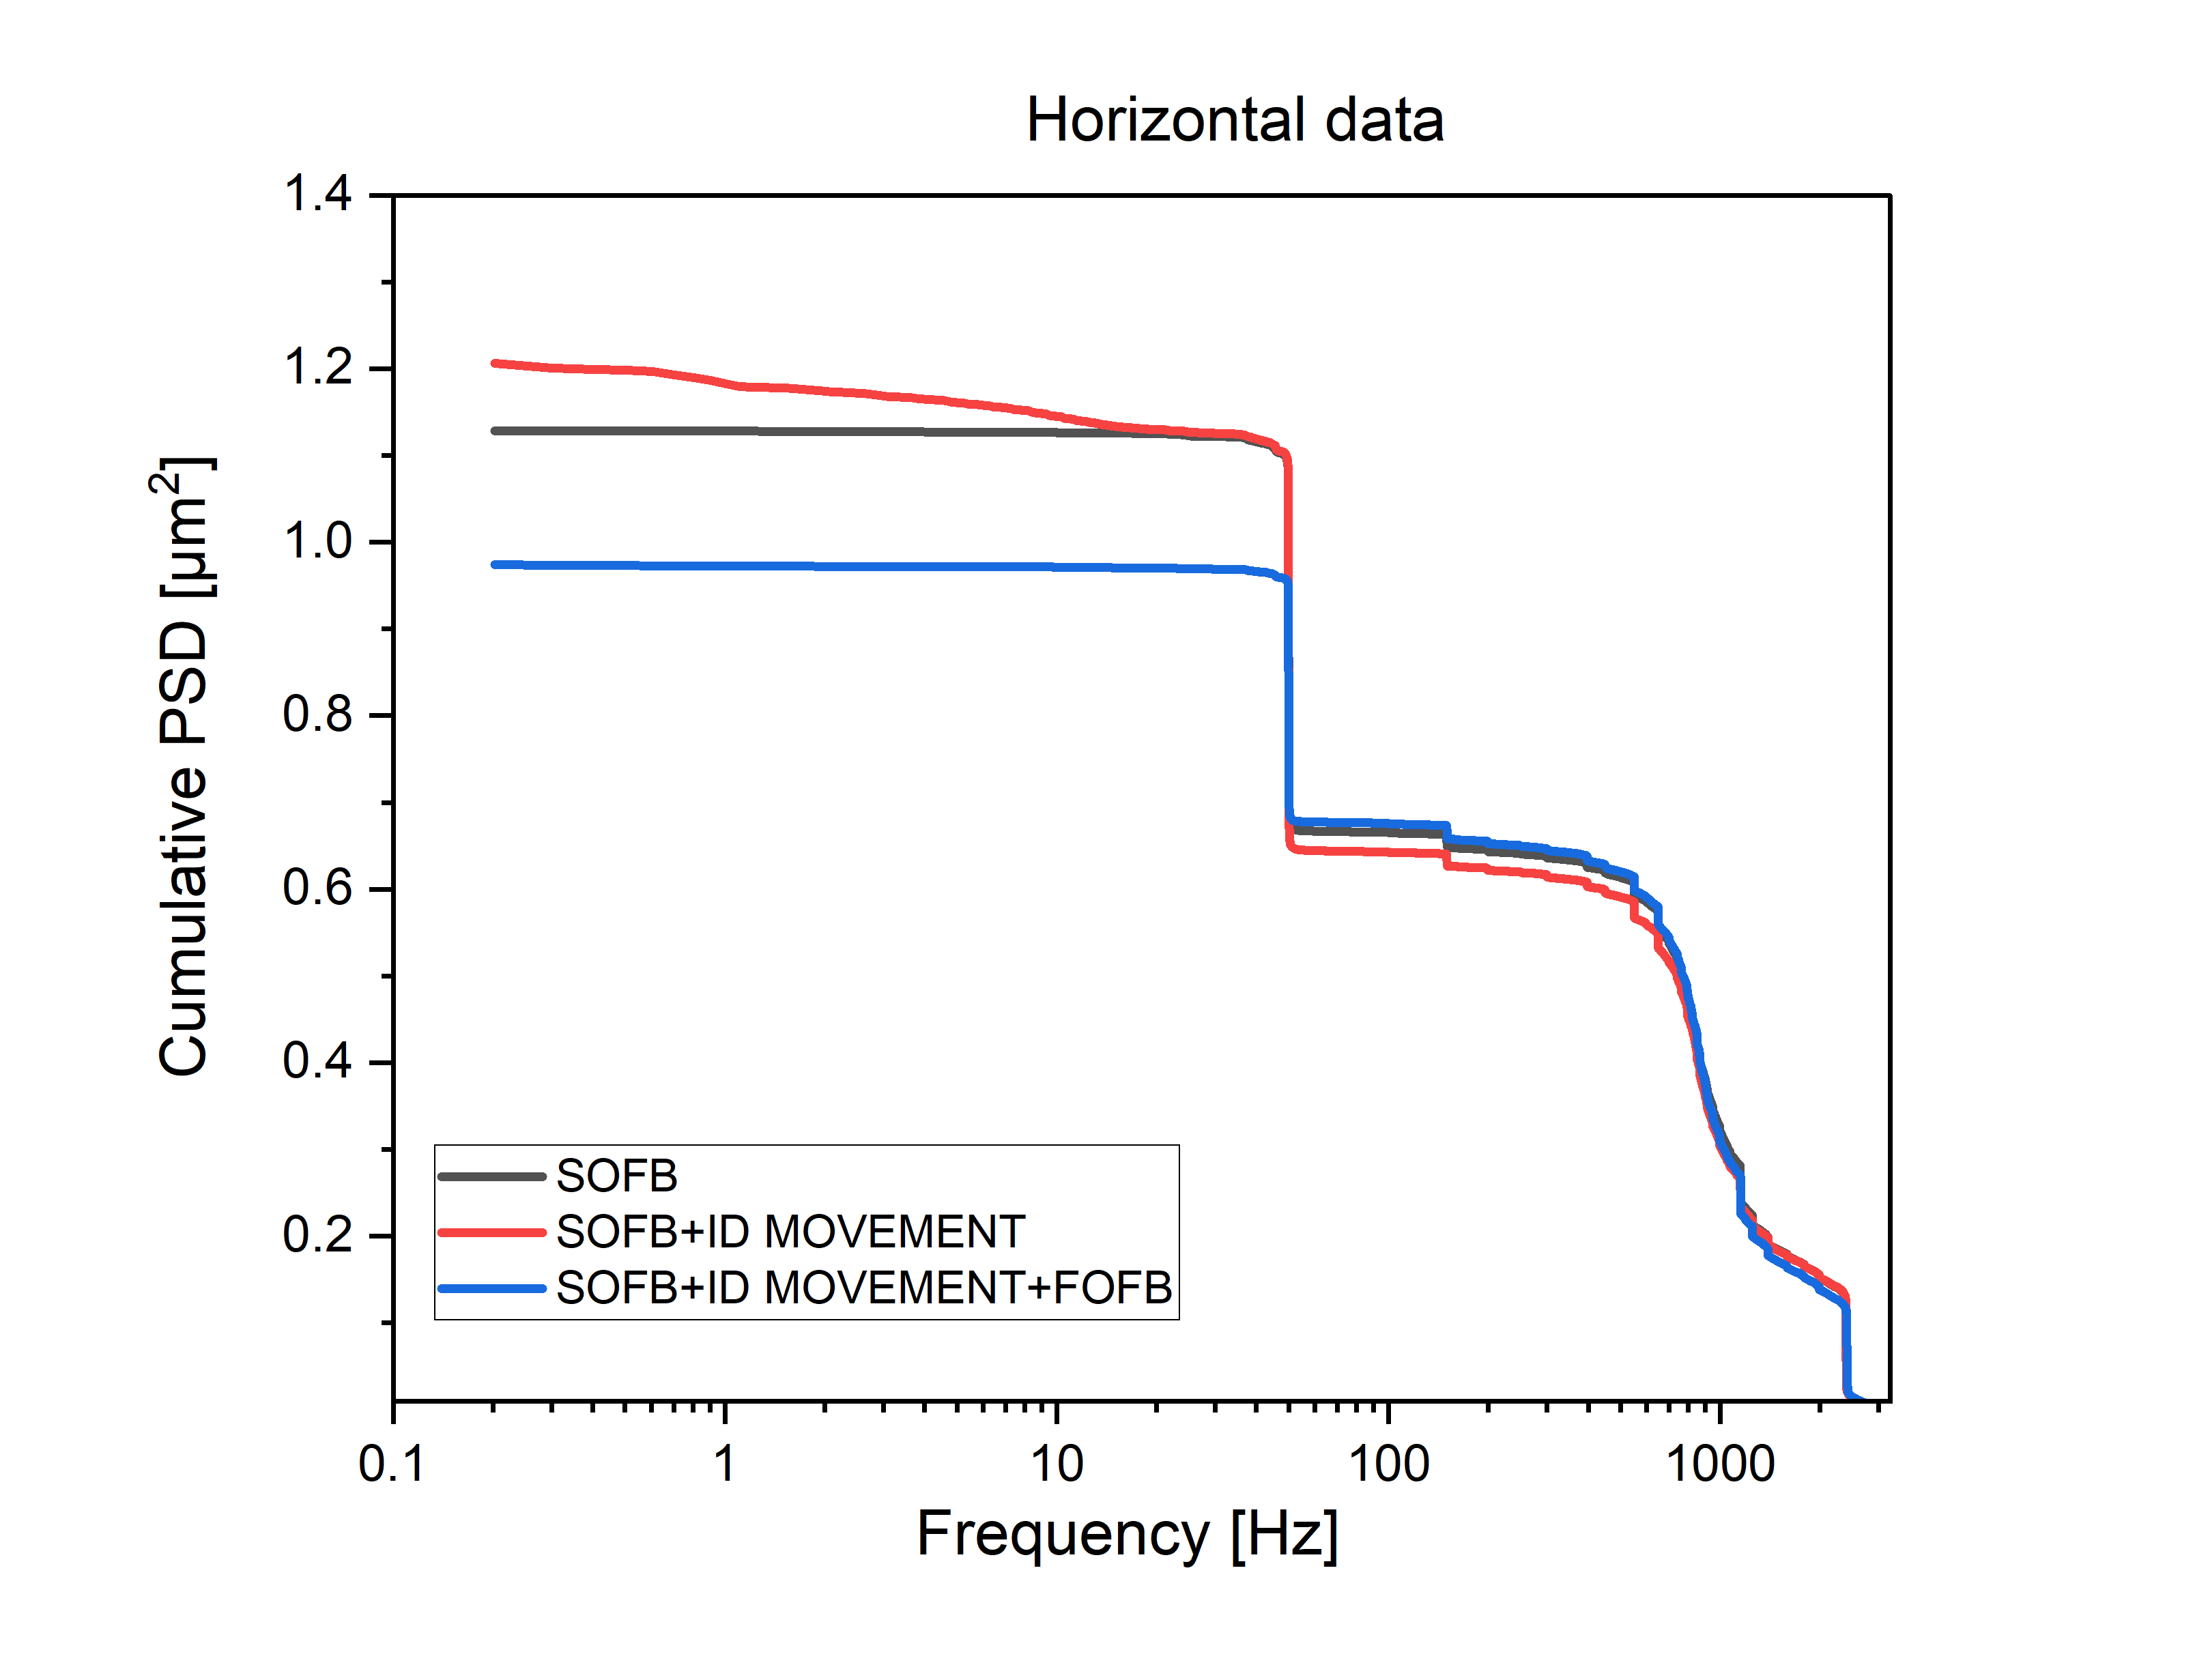 Horizontal data
1.4
1.2
1.0
0.8
0.6
0.4
0.2
Cumulative PSD [µm²]
SOFB
SOFB+ID MOVEMENT
SOFB+ID MOVEMENT+FOFB
0.1 1 10 100 1000
Frequency [Hz]